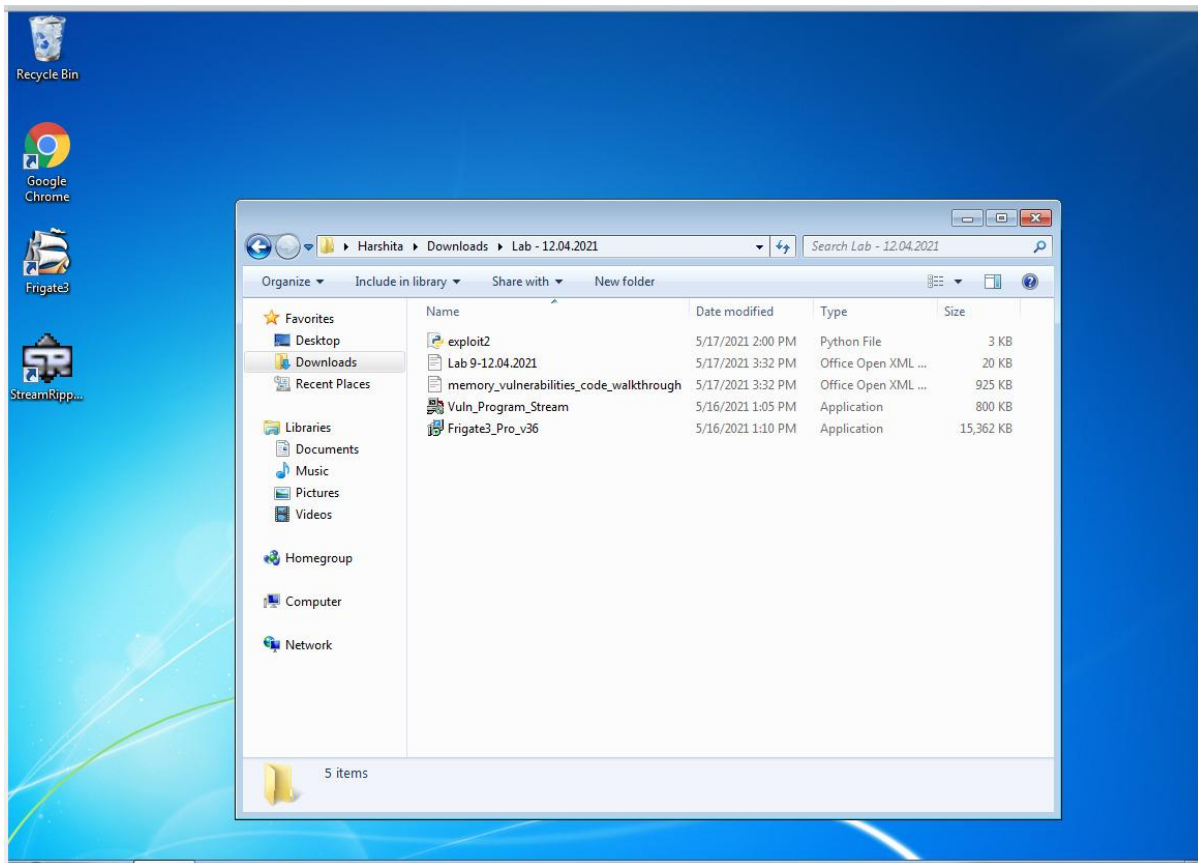 Recycle Bin
Google
Chrome
Frigate3
StreamRipp...
Harshita Downloads Lab - 12.04.2021
Search Lab - 12.04.2021
Organize Include in library Share with New folder
Favorites
Desktop
Downloads
Recent Places
Libraries
Documents
Music
Pictures
Videos
Homegroup
Computer
Network
Name Date modified Type Size
exploit2 5/17/2021 2:00 PM Python File 3 KB
Lab 9-12.04.2021 5/17/2021 3:32 PM Office Open XML ... 20 KB
memory_vulnerabilities_code_walkthrough 5/17/2021 3:32 PM Office Open XML ... 925 KB
Vuln_Program_Stream 5/16/2021 1:05 PM Application 800 KB
Frigate3_Pro_v36 5/16/2021 1:10 PM Application 15,362 KB
5 items